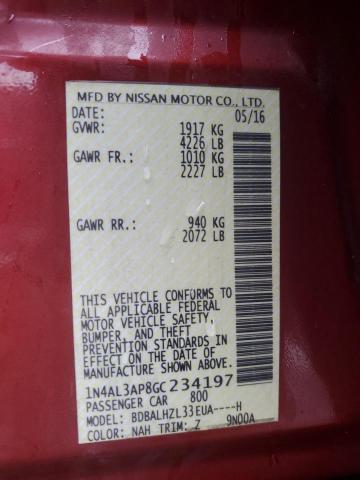 MFD BY NISSAN MOTOR CO., LTD.
DATE: 05/16
GVWR: 1917 KG
4226 LB
GAWR FR.: 1010 KG
2227 LB
GAWR RR.: 940 KG
2072 LB
THIS VEHICLE CONFORMS TO
ALL APPLICABLE FEDERAL
MOTOR VEHICLE SAFETY,
BUMPER, AND THEFT
PREVENTION STANDARDS IN
EFFECT ON THE DATE OF
MANUFACTURE SHOWN ABOVE.
1N4AL3AP8GC234197
PASSENGER CAR 800
MODEL: BDBALHZL33EUA----H
COLOR: NAH TRIM: Z 9N00A